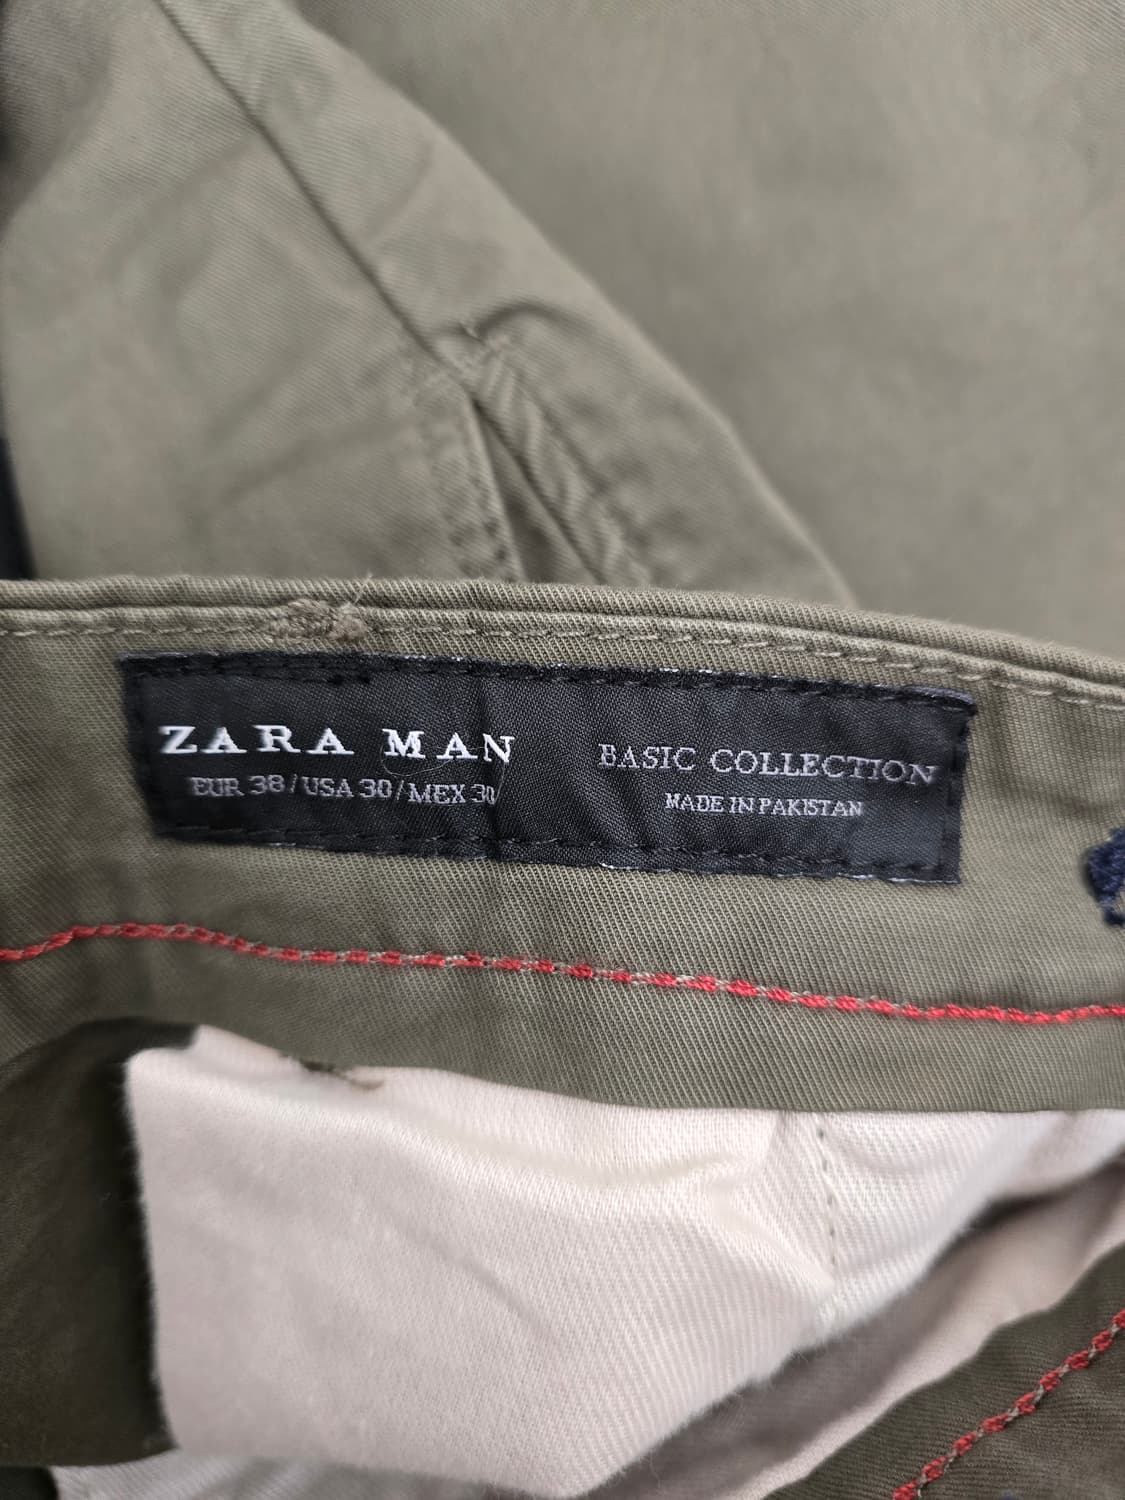 ZARA MAN
EUR 38/USA 30/MEX 30
BASIC COLLECTION
MADE IN PAKISTAN